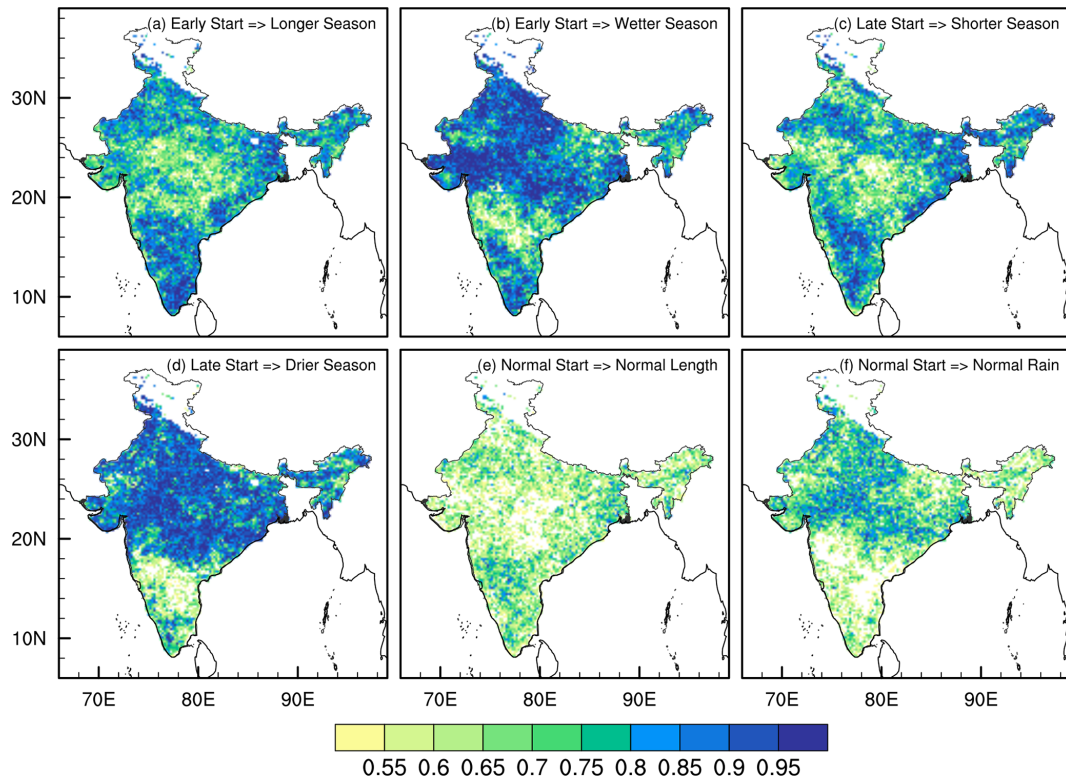 (a) Early Start => Longer Season
(b) Early Start => Wetter Season
(c) Late Start => Shorter Season
30N
20N
10N
(d) Late Start => Drier Season
(e) Normal Start => Normal Length
(f) Normal Start => Normal Rain
30N
20N
10N
70E 80E 90E
70E 80E 90E
70E 80E 90E
0.55 0.6 0.65 0.7 0.75 0.8 0.85 0.9 0.95